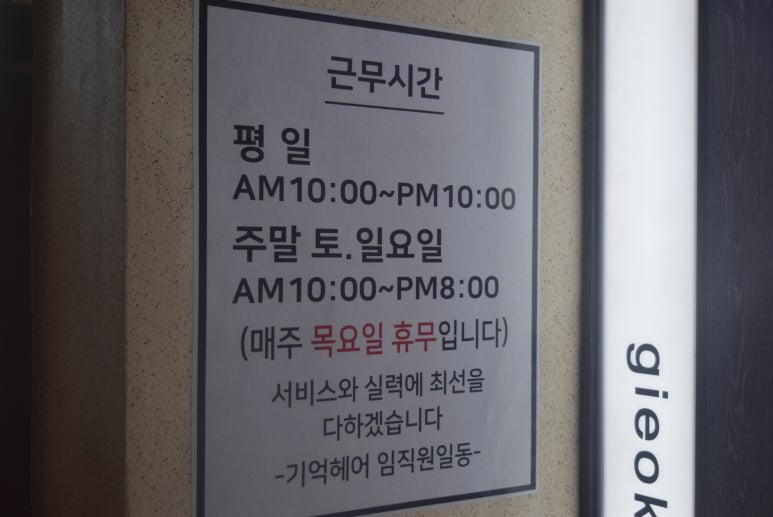 근무시간
평 일
AM10:00~PM10:00
주말 토.일요일
AM10:00~PM8:00
(매주 목요일 휴무입니다)
서비스와 실력에 최선을
다하겠습니다
-기억헤어 임직원일동-
gieok